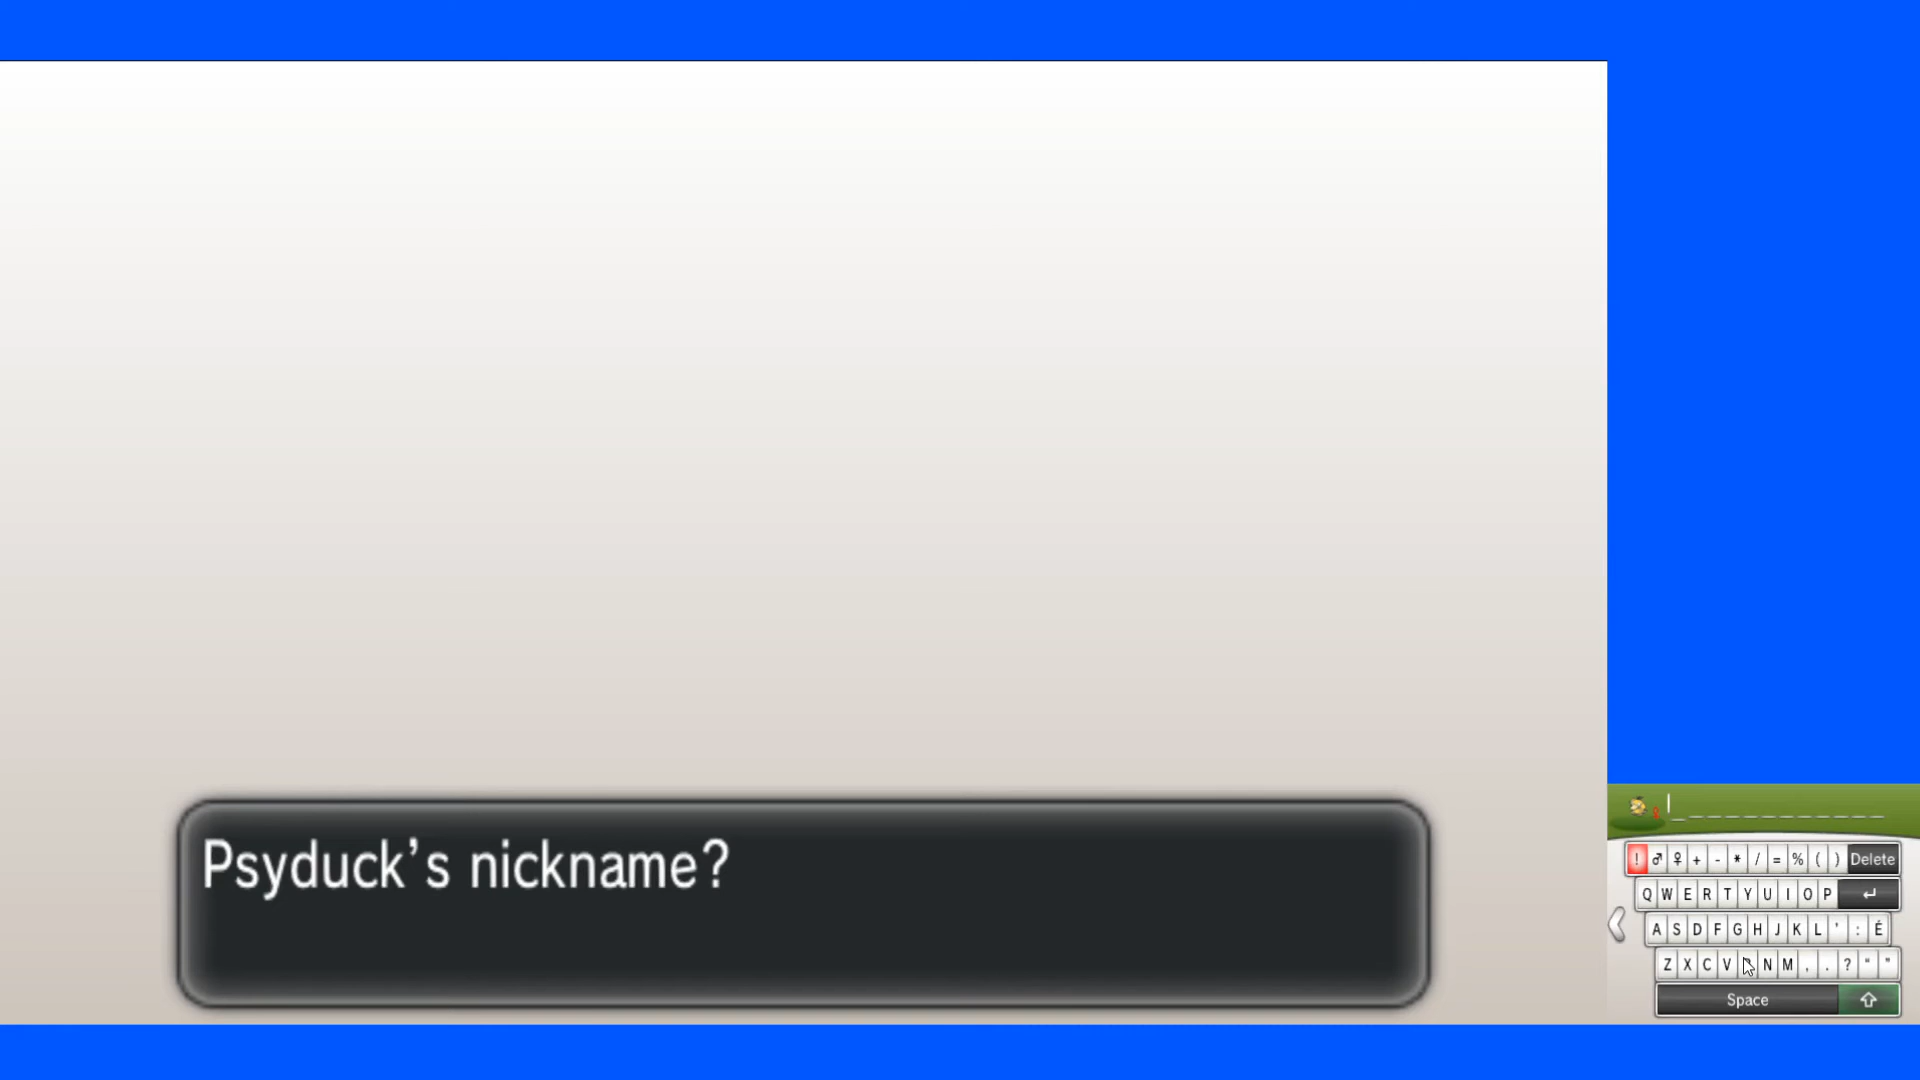 Psyduck’s nickname?
! ♂ ♀ + - * / = % ( ) Delete
Q W E R T Y U I O P ↵
A S D F G H J K L ' : É
Z X C V N M , . ? “ ”
Space